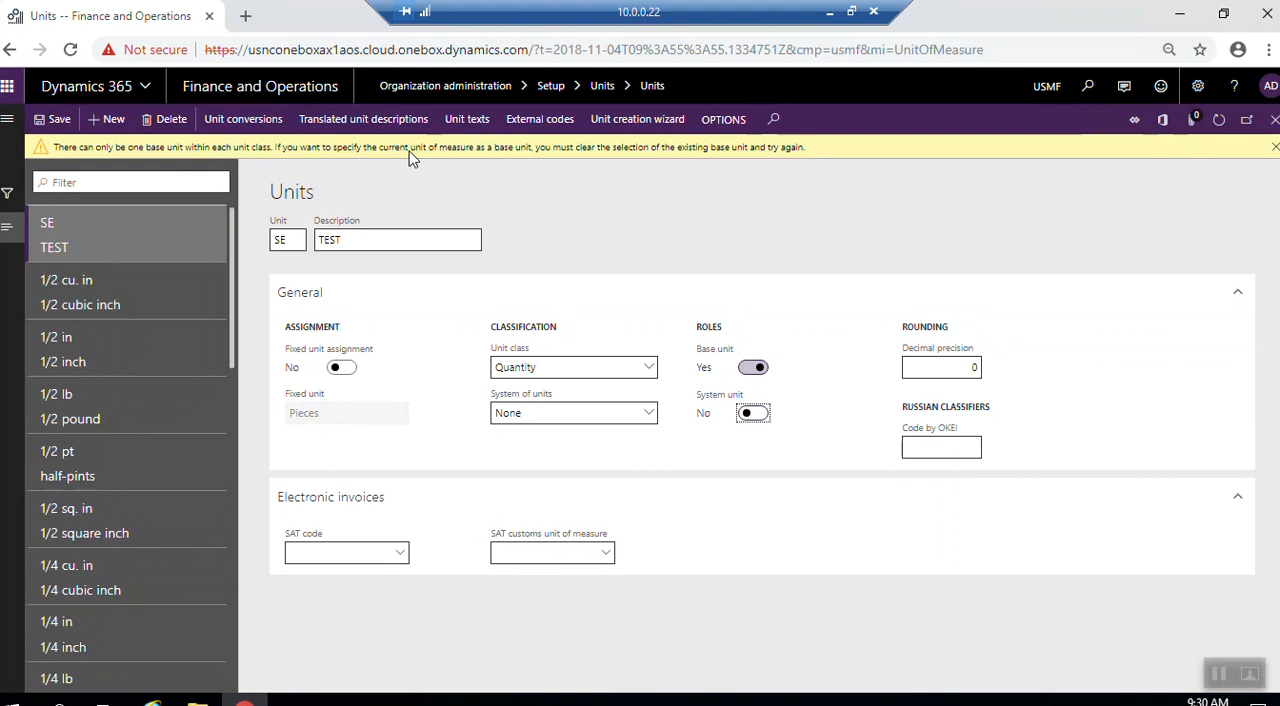 Units -- Finance and Operations
10.0.0.22
Not secure https://usnconeboxax1aos.cloud.onebox.dynamics.com/?t=2018-11-04T09%3A55%3A55.1334751Z&cmp=usmf&mi=UnitOfMeasure
Dynamics 365 Finance and Operations Organization administration > Setup > Units > Units USMF ? AD
Save + New Delete Unit conversions Translated unit descriptions Unit texts External codes Unit creation wizard OPTIONS 0
There can only be one base unit within each unit class. If you want to specify the current unit of measure as a base unit, you must clear the selection of the existing base unit and try again.
Filter
SE
TEST
1/2 cu. in
1/2 cubic inch
1/2 in
1/2 inch
1/2 lb
1/2 pound
1/2 pt
half-pints
1/2 sq. in
1/2 square inch
1/4 cu. in
1/4 cubic inch
1/4 in
1/4 inch
1/4 lb
Units
Unit Description
SE TEST
General
ASSIGNMENT
Fixed unit assignment
No
Fixed unit
Pieces
CLASSIFICATION
Unit class
Quantity
System of units
None
ROLES
Base unit
Yes
System unit
No
ROUNDING
Decimal precision
0
RUSSIAN CLASSIFIERS
Code by OKEI
Electronic invoices
SAT code
SAT customs unit of measure
9:30 AM